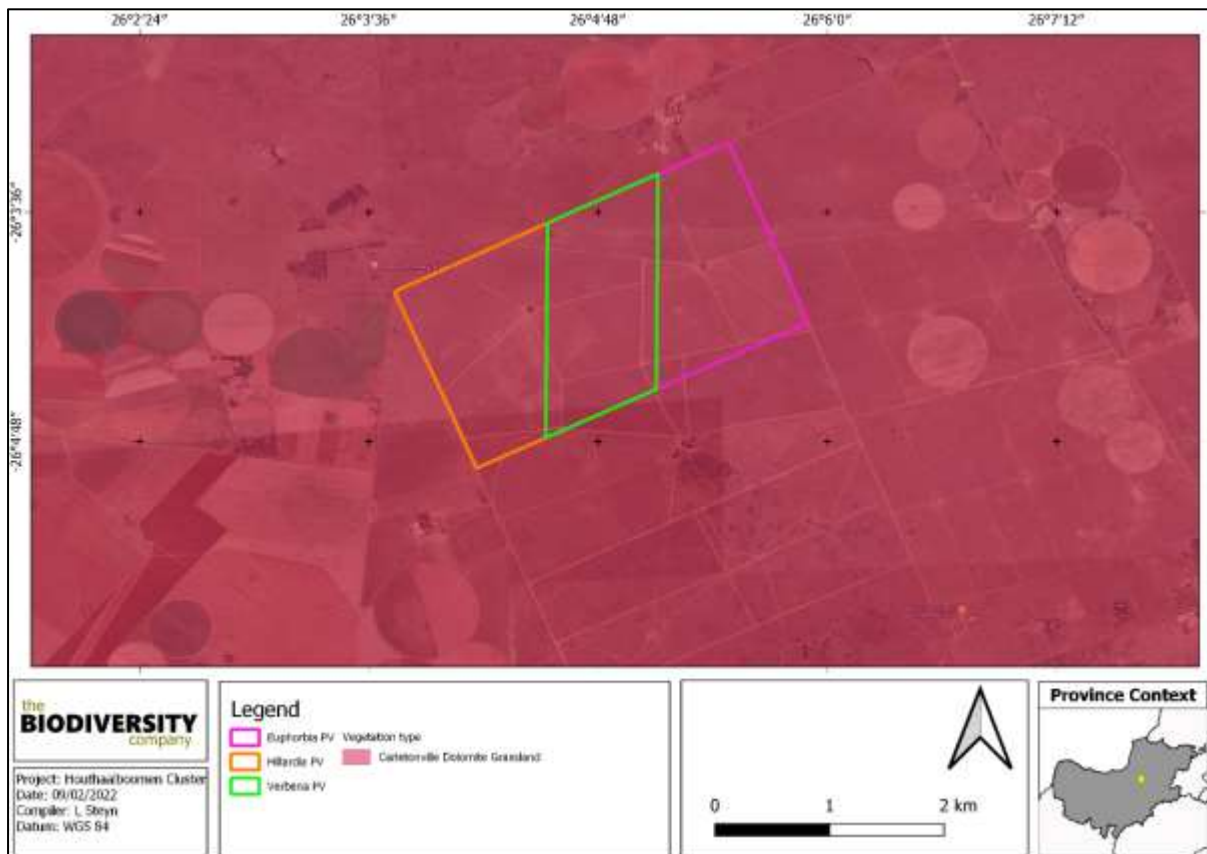 26°2'24" 26°3'36" 26°4'48" 26°6'0" 26°7'12"
-26°3'36"
-26°4'48"
the
BIODIVERSITY
company
Project: Houthaalboomen Cluster
Date: 09/02/2022
Compiler: L Steyn
Datum: WGS 84
Legend
Euphorbia PV
Hillardia PV
Verbena PV
Vegetation type
Carletonville Dolomite Grassland
0 1 2 km
Province Context